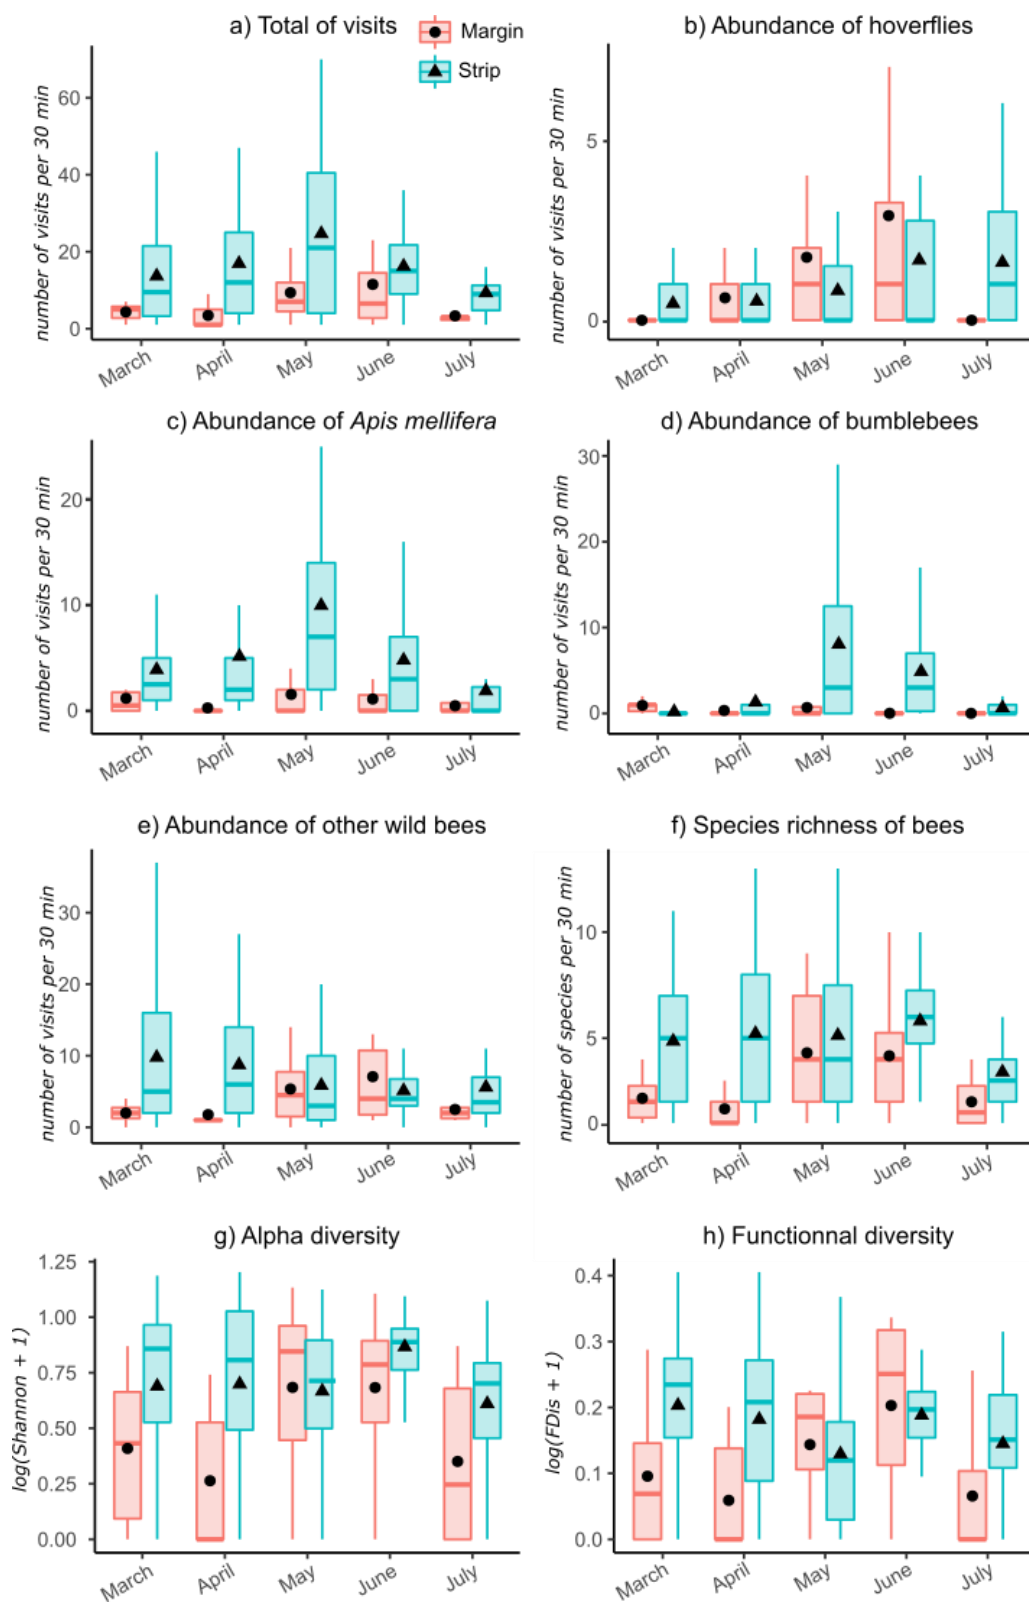 a) Total of visits
Margin
Strip
number of visits per 30 min
60
40
20
0
March April May June July
b) Abundance of hoverflies
number of visits per 30 min
5
0
March April May June July
c) Abundance of Apis mellifera
number of visits per 30 min
20
10
0
March April May June July
d) Abundance of bumblebees
number of visits per 30 min
30
20
10
0
March April May June July
e) Abundance of other wild bees
number of visits per 30 min
30
20
10
0
March April May June July
f) Species richness of bees
number of species per 30 min
10
5
0
March April May June July
g) Alpha diversity
log(Shannon + 1)
1.25
1.00
0.75
0.50
0.25
0.00
March April May June July
h) Functionnal diversity
log(FDis + 1)
0.4
0.3
0.2
0.1
0.0
March April May June July